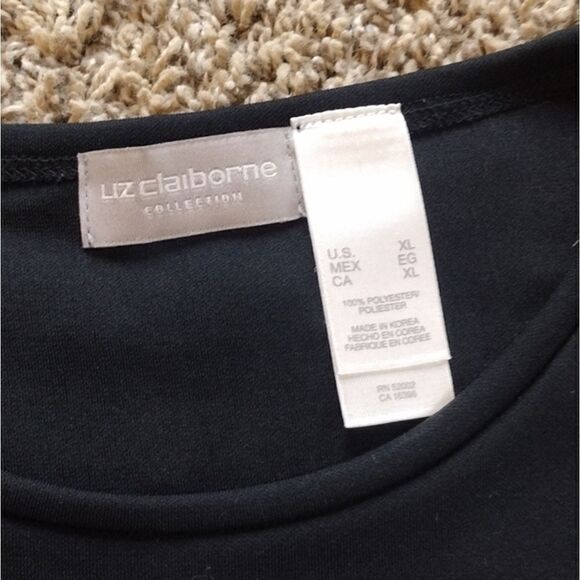 Liz claiborne
COLLECTION
U.S. XL
MEX EG
CA XL
100% POLYESTER/
POLIESTER
MADE IN KOREA
HECHO EN COREA
FABRIQUE EN COREE
RN 52002
CA 16396